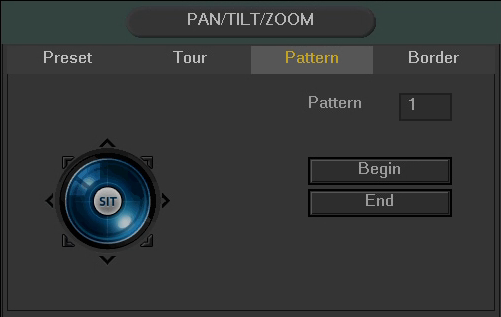 PAN/TILT/ZOOM
Preset Tour Pattern Border
Pattern 1
Begin
SIT
End